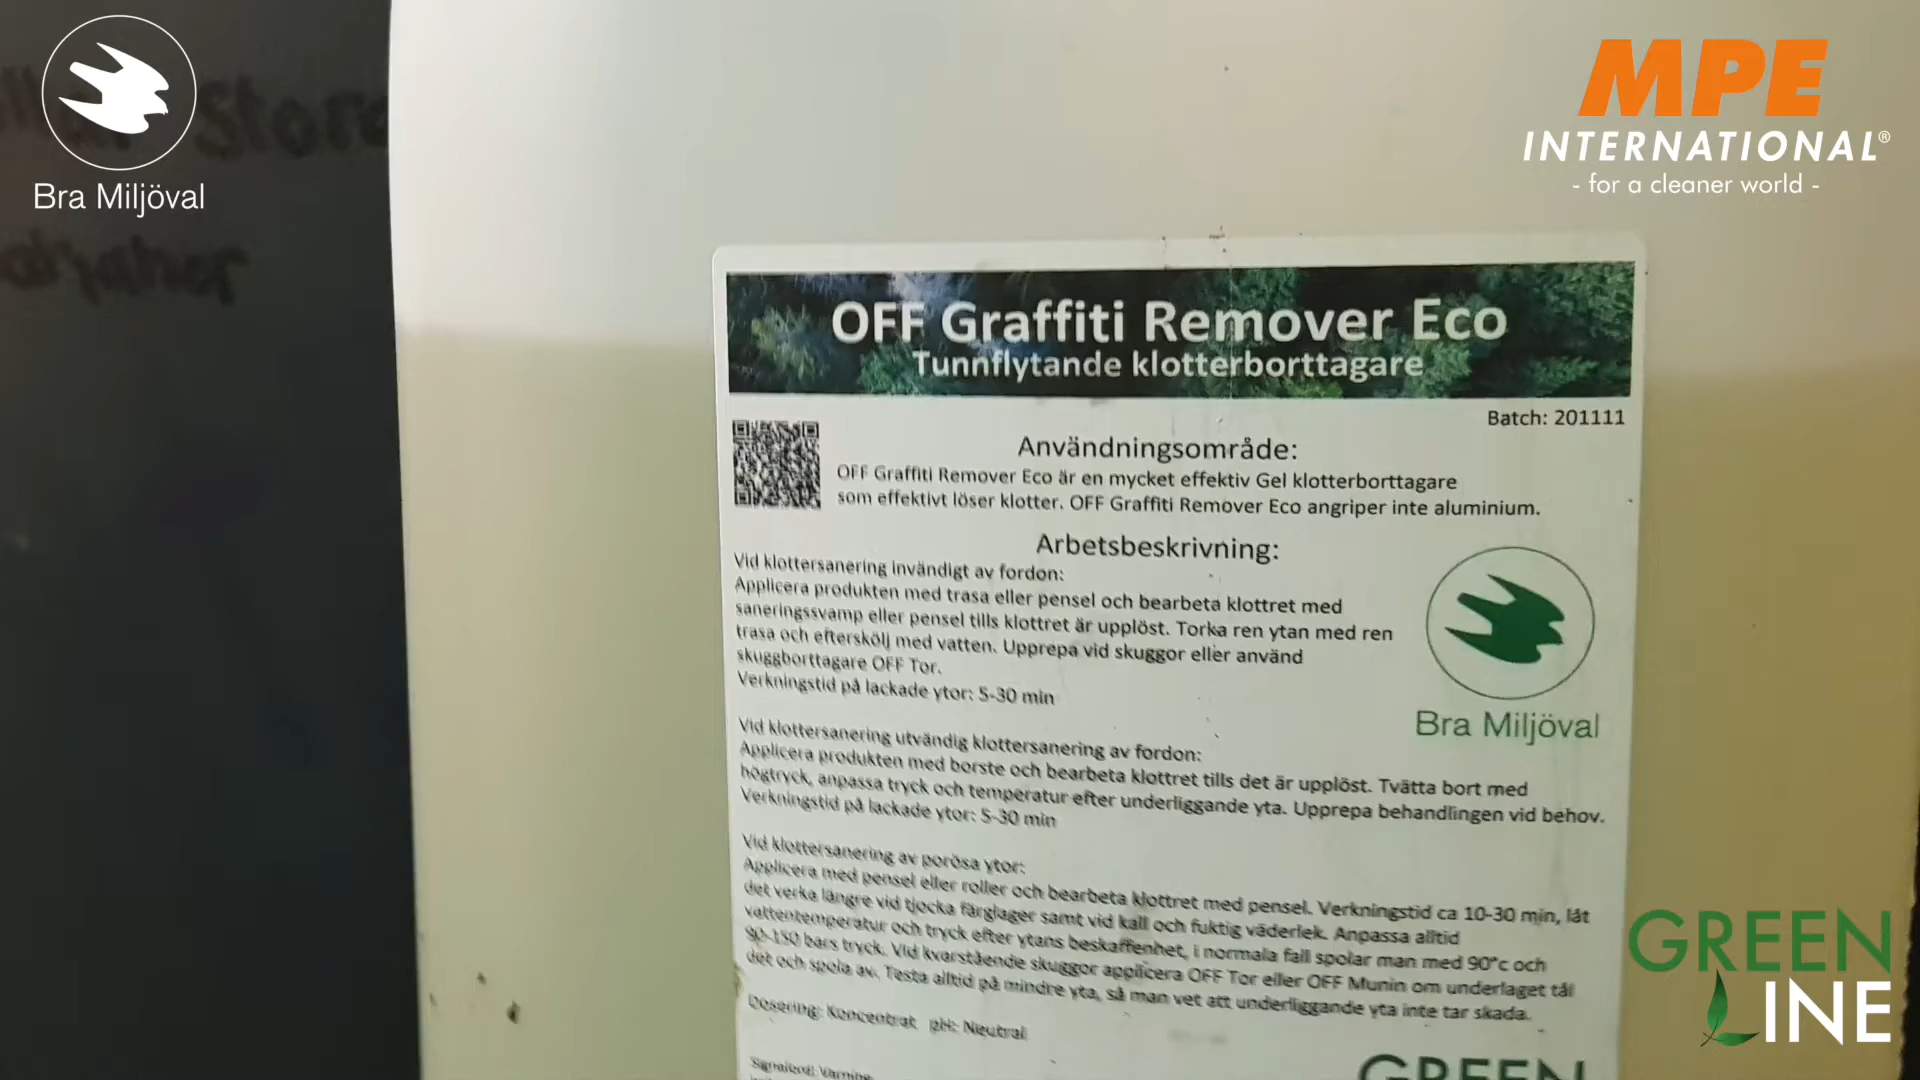 Bra Miljöval
MPE
INTERNATIONAL®
- for a cleaner world -
Store
OFF Graffiti Remover Eco
Tunnflytande klotterborttagare
Batch: 201111
Användningsområde:
OFF Graffiti Remover Eco är en mycket effektiv Gel klotterborttagare
som effektivt löser klotter. OFF Graffiti Remover Eco angriper inte aluminium.
Arbetsbeskrivning:
Vid klottersanering invändigt av fordon:
Applicera produkten med trasa eller pensel och bearbeta klottret med
saneringssvamp eller pensel tills klottret är upplöst. Torka ren ytan med ren
trasa och efterskölj med vatten. Upprepa vid skuggor eller använd
skuggborttagare OFF Tor.
Verkningstid på lackade ytor: 5-30 min
Bra Miljöval
Vid klottersanering utvändig klottersanering av fordon:
Applicera produkten med borste och bearbeta klottret tills det är upplöst. Tvätta bort med
högtryck, anpassa tryck och temperatur efter underliggande yta. Upprepa behandlingen vid behov.
Verkningstid på lackade ytor: 5-30 min
Vid klottersanering av porösa ytor:
Applicera med pensel eller roller och bearbeta klottret med pensel. Verkningstid ca 10-30 min, låt
det verka längre vid tjocka färglager samt vid kall och fuktig väderlek. Anpassa alltid
vattentemperatur och tryck efter ytans beskaffenhet, i normala fall spolar man med 90°c och
90-150 bars tryck. Vid kvarstående skuggor applicera OFF Tor eller OFF Munin om underlaget tål
det och spola av. Testa alltid på mindre yta, så man vet att underliggande yta inte tar skada.
Dosering: Koncentrat pH: Neutral
Signalord: Varning
GREEN
GREEN
LINE